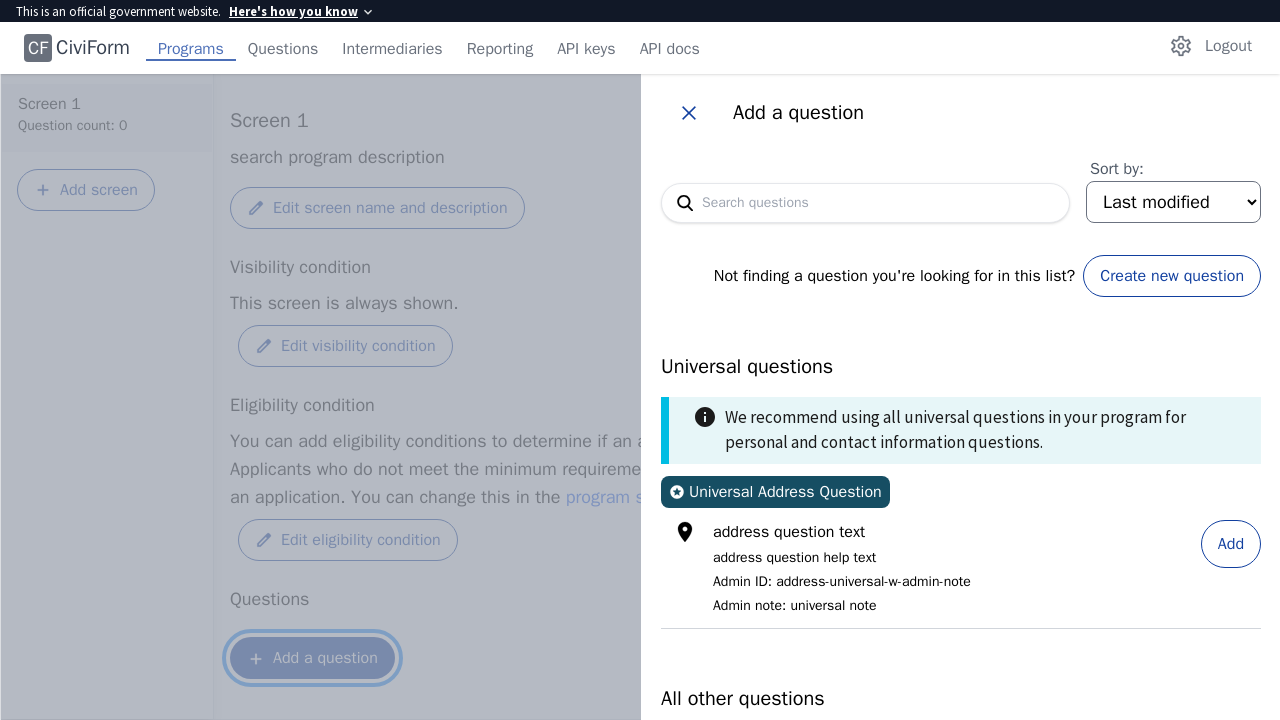 This is an official government website. Here's how you know
CF CiviForm Programs Questions Intermediaries Reporting API keys API docs Logout
Screen 1
Question count: 0
Add screen
Screen 1
search program description
Edit screen name and description
Visibility condition
This screen is always shown.
Edit visibility condition
Eligibility condition
You can add eligibility conditions to determine if an
Applicants who do not meet the minimum
an application. You can change this in the program
Edit eligibility condition
Questions
Add a question
Add a question
Sort by:
Search questions
Last modified
Not finding a question you're looking for in this list?
Create new question
Universal questions
We recommend using all universal questions in your program for
personal and contact information questions.
Universal Address Question
address question text
address question help text
Admin ID: address-universal-w-admin-note
Admin note: universal note
Add
All other questions